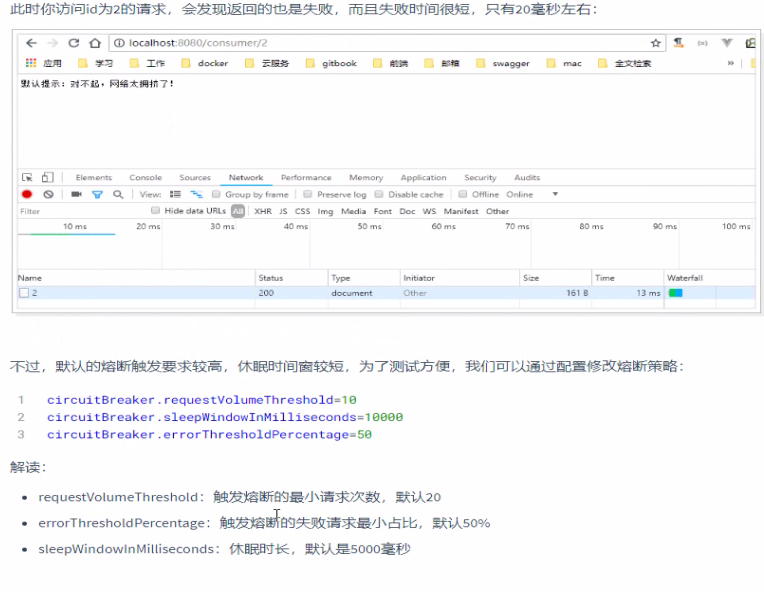 此时你访问id为2的请求，会发现返回的也是失败，而且失败时间很短，只有20毫秒左右：
localhost:8080/consumer/2
应用 学习 工作 docker 云服务 gitbook 前端 邮箱 swagger mac 全文检索 »
默认提示：对不起，网络太拥挤了！
Elements Console Sources Network Performance Memory Application Security Audits
View: Group by frame Preserve log Disable cache Offline Online
Filter Hide data URLs All XHR JS CSS Img Media Font Doc WS Manifest Other
10 ms 20 ms 30 ms 40 ms 50 ms 60 ms 70 ms 80 ms 90 ms 100 ms
Name Status Type Initiator Size Time Waterfall
2 200 document Other 161 B 13 ms
不过，默认的熔断触发要求较高，休眠时间窗较短，为了测试方便，我们可以通过配置修改熔断策略：
1 circuitBreaker.requestVolumeThreshold=10
2 circuitBreaker.sleepWindowInMilliseconds=10000
3 circuitBreaker.errorThresholdPercentage=50
解读：
• requestVolumeThreshold：触发熔断的最小请求次数，默认20
• errorThresholdPercentage：触发熔断的失败请求最小占比，默认50%
• sleepWindowInMilliseconds：休眠时长，默认是5000毫秒